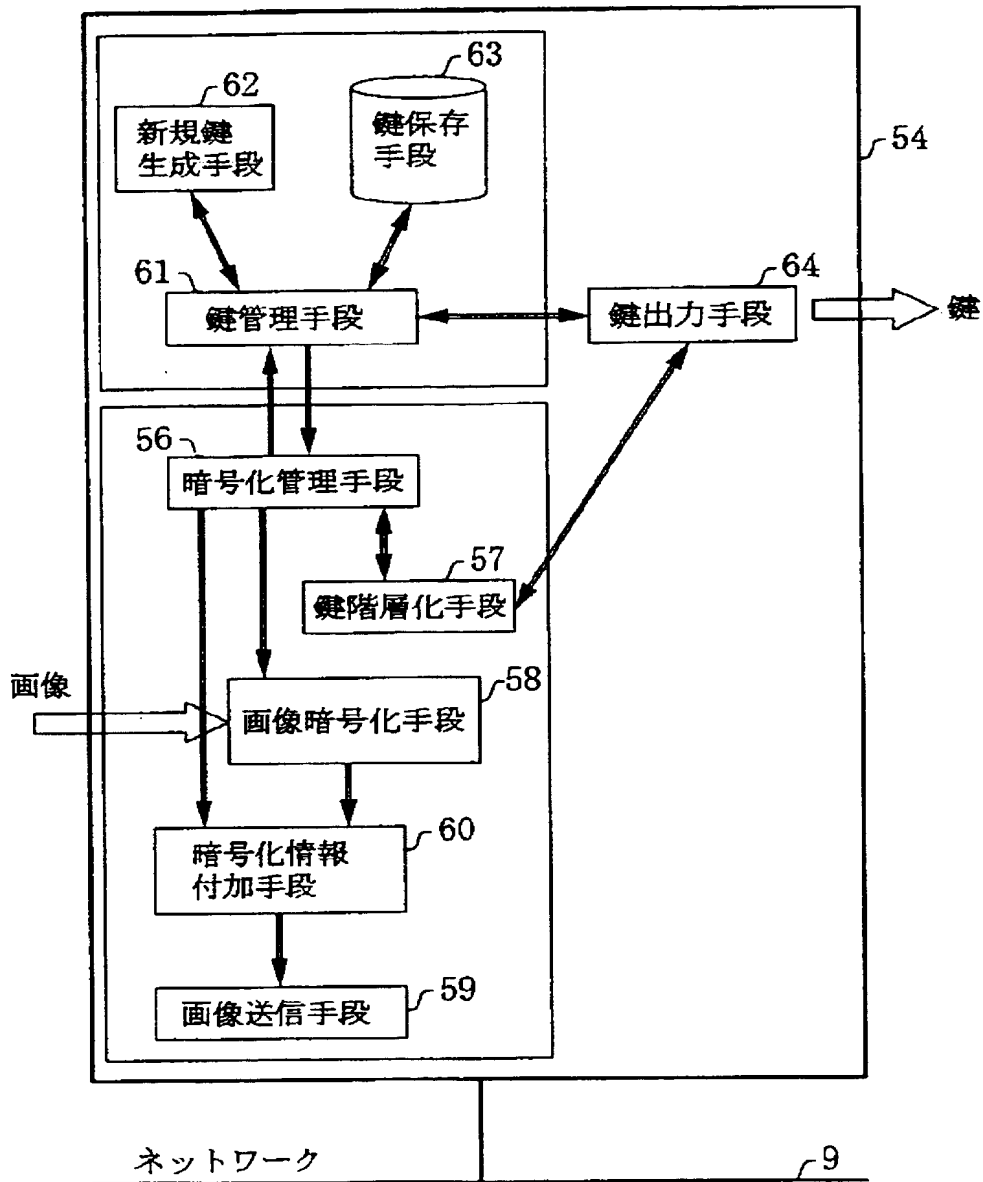 62
新規鍵
生成手段
63
鍵保存
手段
54
61
鍵管理手段
64
鍵出力手段
鍵
56
暗号化管理手段
57
鍵階層化手段
画像
58
画像暗号化手段
60
暗号化情報
付加手段
59
画像送信手段
ネットワーク
9